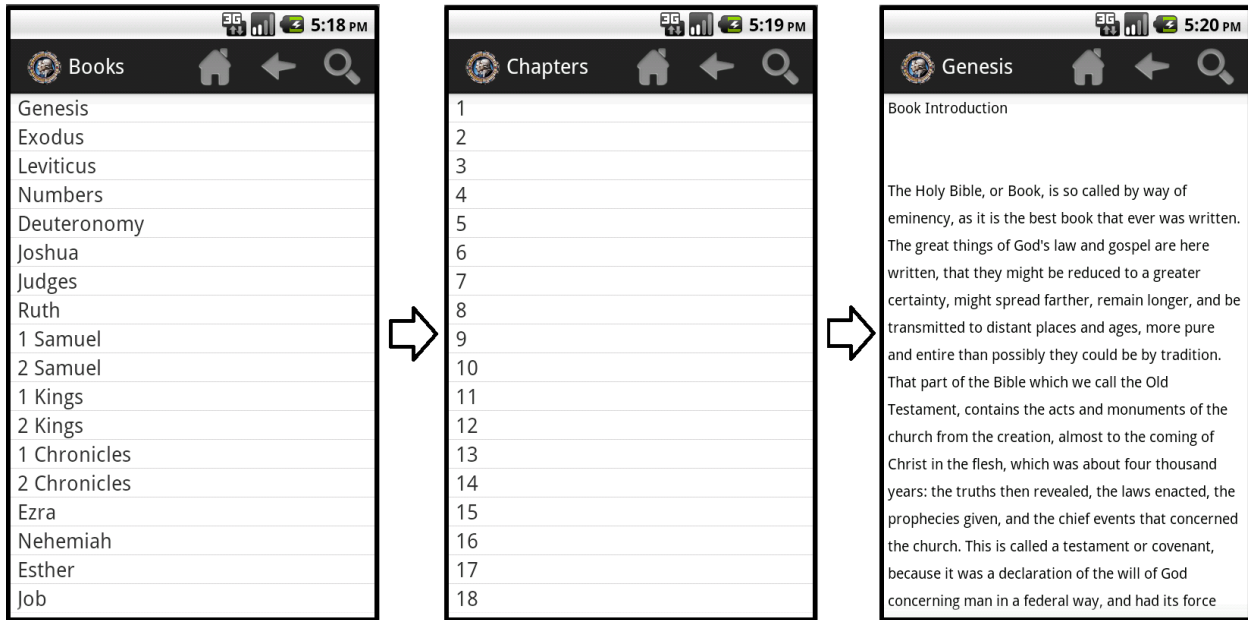 3G 5:18 PM
Books
Genesis
Exodus
Leviticus
Numbers
Deuteronomy
Joshua
Judges
Ruth
1 Samuel
2 Samuel
1 Kings
2 Kings
1 Chronicles
2 Chronicles
Ezra
Nehemiah
Esther
Job
3G 5:19 PM
Chapters
1
2
3
4
5
6
7
8
9
10
11
12
13
14
15
16
17
18
3G 5:20 PM
Genesis
Book Introduction
The Holy Bible, or Book, is so called by way of
eminency, as it is the best book that ever was written.
The great things of God's law and gospel are here
written, that they might be reduced to a greater
certainty, might spread farther, remain longer, and be
transmitted to distant places and ages, more pure
and entire than possibly they could be by tradition.
That part of the Bible which we call the Old
Testament, contains the acts and monuments of the
church from the creation, almost to the coming of
Christ in the flesh, which was about four thousand
years: the truths then revealed, the laws enacted, the
prophecies given, and the chief events that concerned
the church. This is called a testament or covenant,
because it was a declaration of the will of God
concerning man in a federal way, and had its force